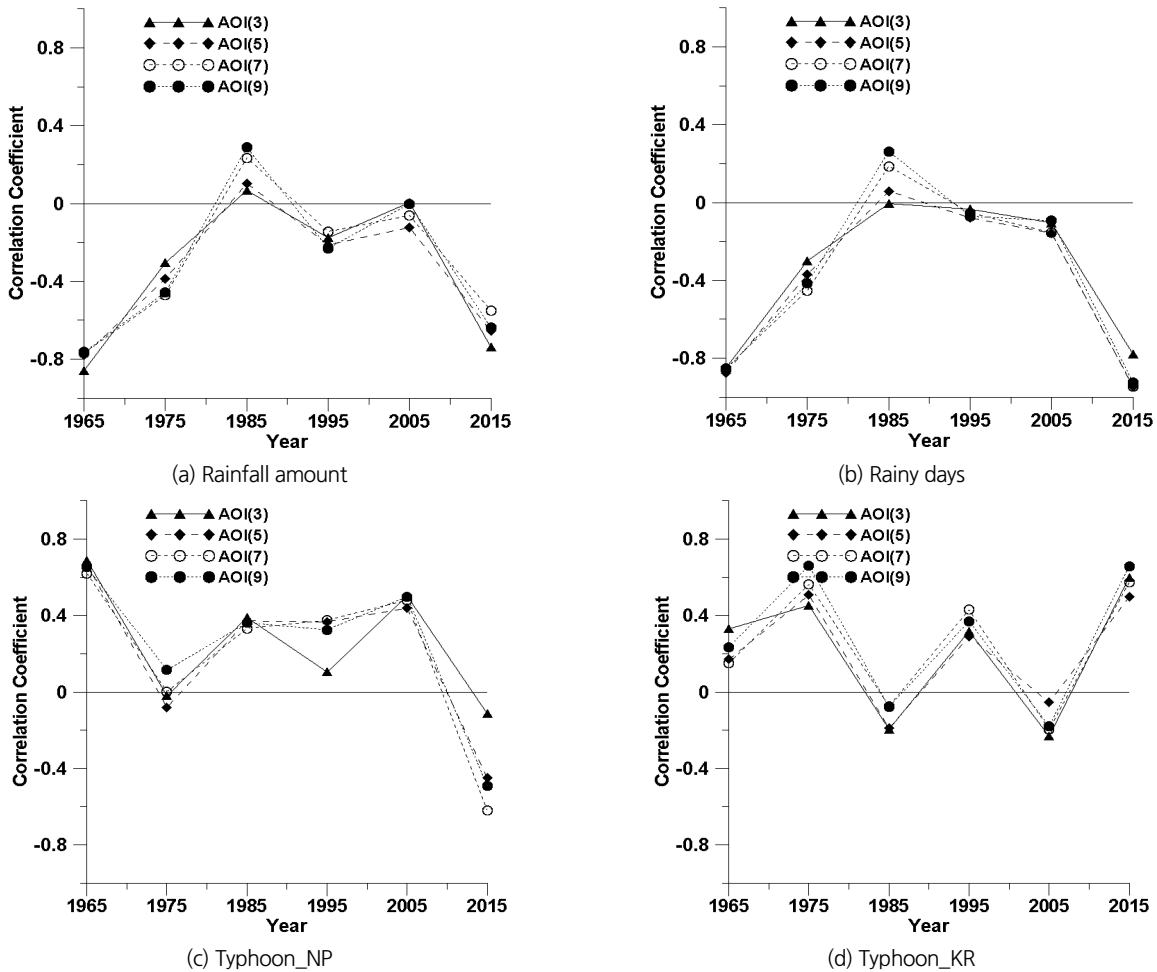 AOI(3)
AOI(5)
AOI(7)
AOI(9)
0.8
0.4
0
-0.4
-0.8
Correlation Coefficient
1965 1975 1985 1995 2005 2015
Year
(a) Rainfall amount
AOI(3)
AOI(5)
AOI(7)
AOI(9)
0.8
0.4
0
-0.4
-0.8
Correlation Coefficient
1965 1975 1985 1995 2005 2015
Year
(b) Rainy days
AOI(3)
AOI(5)
AOI(7)
AOI(9)
0.8
0.4
0
-0.4
-0.8
Correlation Coefficient
1965 1975 1985 1995 2005 2015
Year
(c) Typhoon_NP
AOI(3)
AOI(5)
AOI(7)
AOI(9)
0.8
0.4
0
-0.4
-0.8
Correlation Coefficient
1965 1975 1985 1995 2005 2015
Year
(d) Typhoon_KR